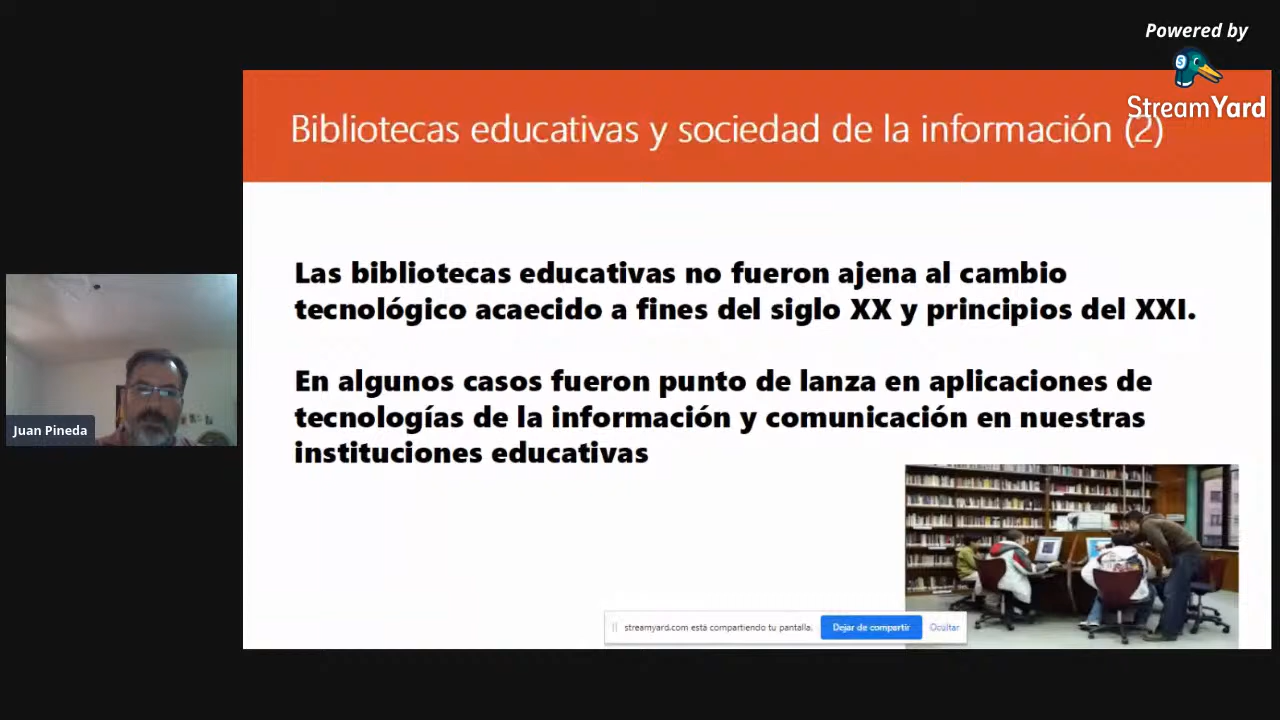 Powered by
StreamYard
Bibliotecas educativas y sociedad de la información (2)
Las bibliotecas educativas no fueron ajena al cambio
tecnológico acaecido a fines del siglo XX y principios del XXI.
En algunos casos fueron punto de lanza en aplicaciones de
tecnologías de la información y comunicación en nuestras
instituciones educativas
Juan Pineda
streamyard.com está compartiendo tu pantalla.
Dejar de compartir
Ocultar